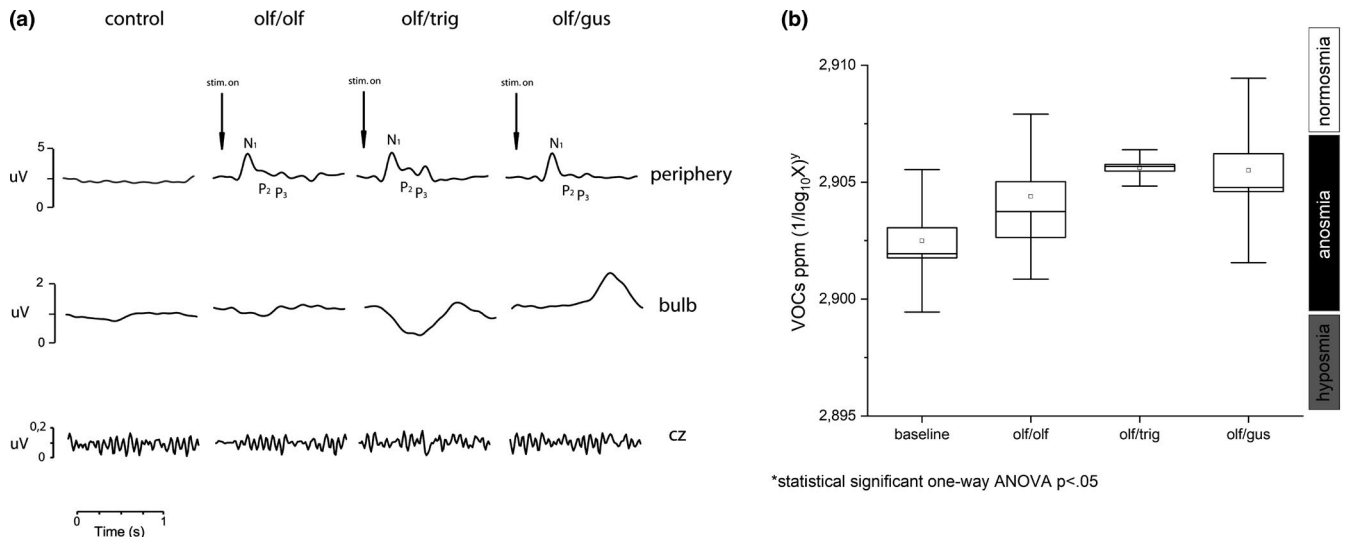 (a)
control olf/olf olf/trig olf/gus
stim. on stim. on stim. on
N1 N1 N1
5
uV
0
P2 P3 P2 P3 P2 P3
periphery
2
uV
0
bulb
0,2
uV
0
cz
0 1
Time (s)
(b)
2,910
2,905
2,900
2,895
VOCs ppm (1/log10X)y
baseline olf/olf olf/trig olf/gus
normosmia
anosmia
hyposmia
*statistical significant one-way ANOVA p<.05